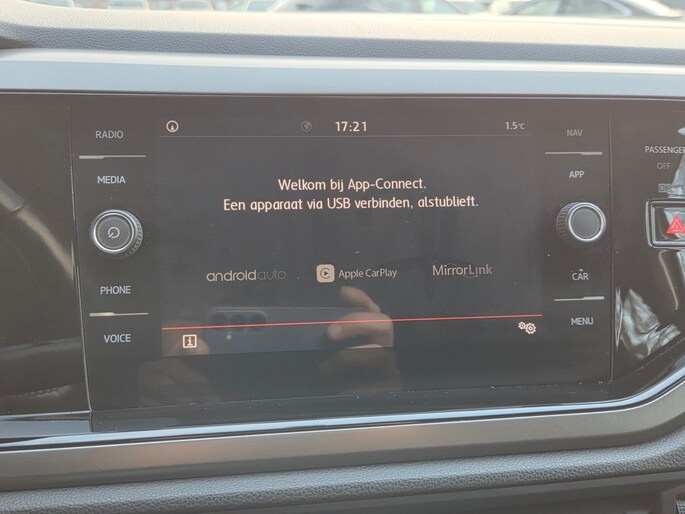 17:21
1.5°C
RADIO
MEDIA
PHONE
VOICE
Welkom bij App-Connect.
Een apparaat via USB verbinden, alstublieft.
androidauto
Apple CarPlay
MirrorLink
i
NAV
APP
CAR
MENU
PASSENGER
OFF